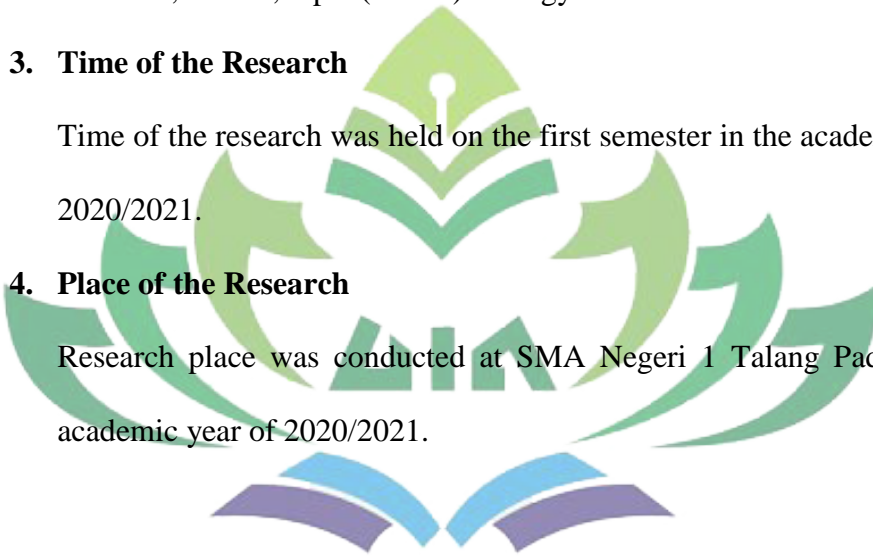 3. Time of the Research
Time of the research was held on the first semester in the acade
2020/2021.
4. Place of the Research
Research place was conducted at SMA Negeri 1 Talang Pad
academic year of 2020/2021.